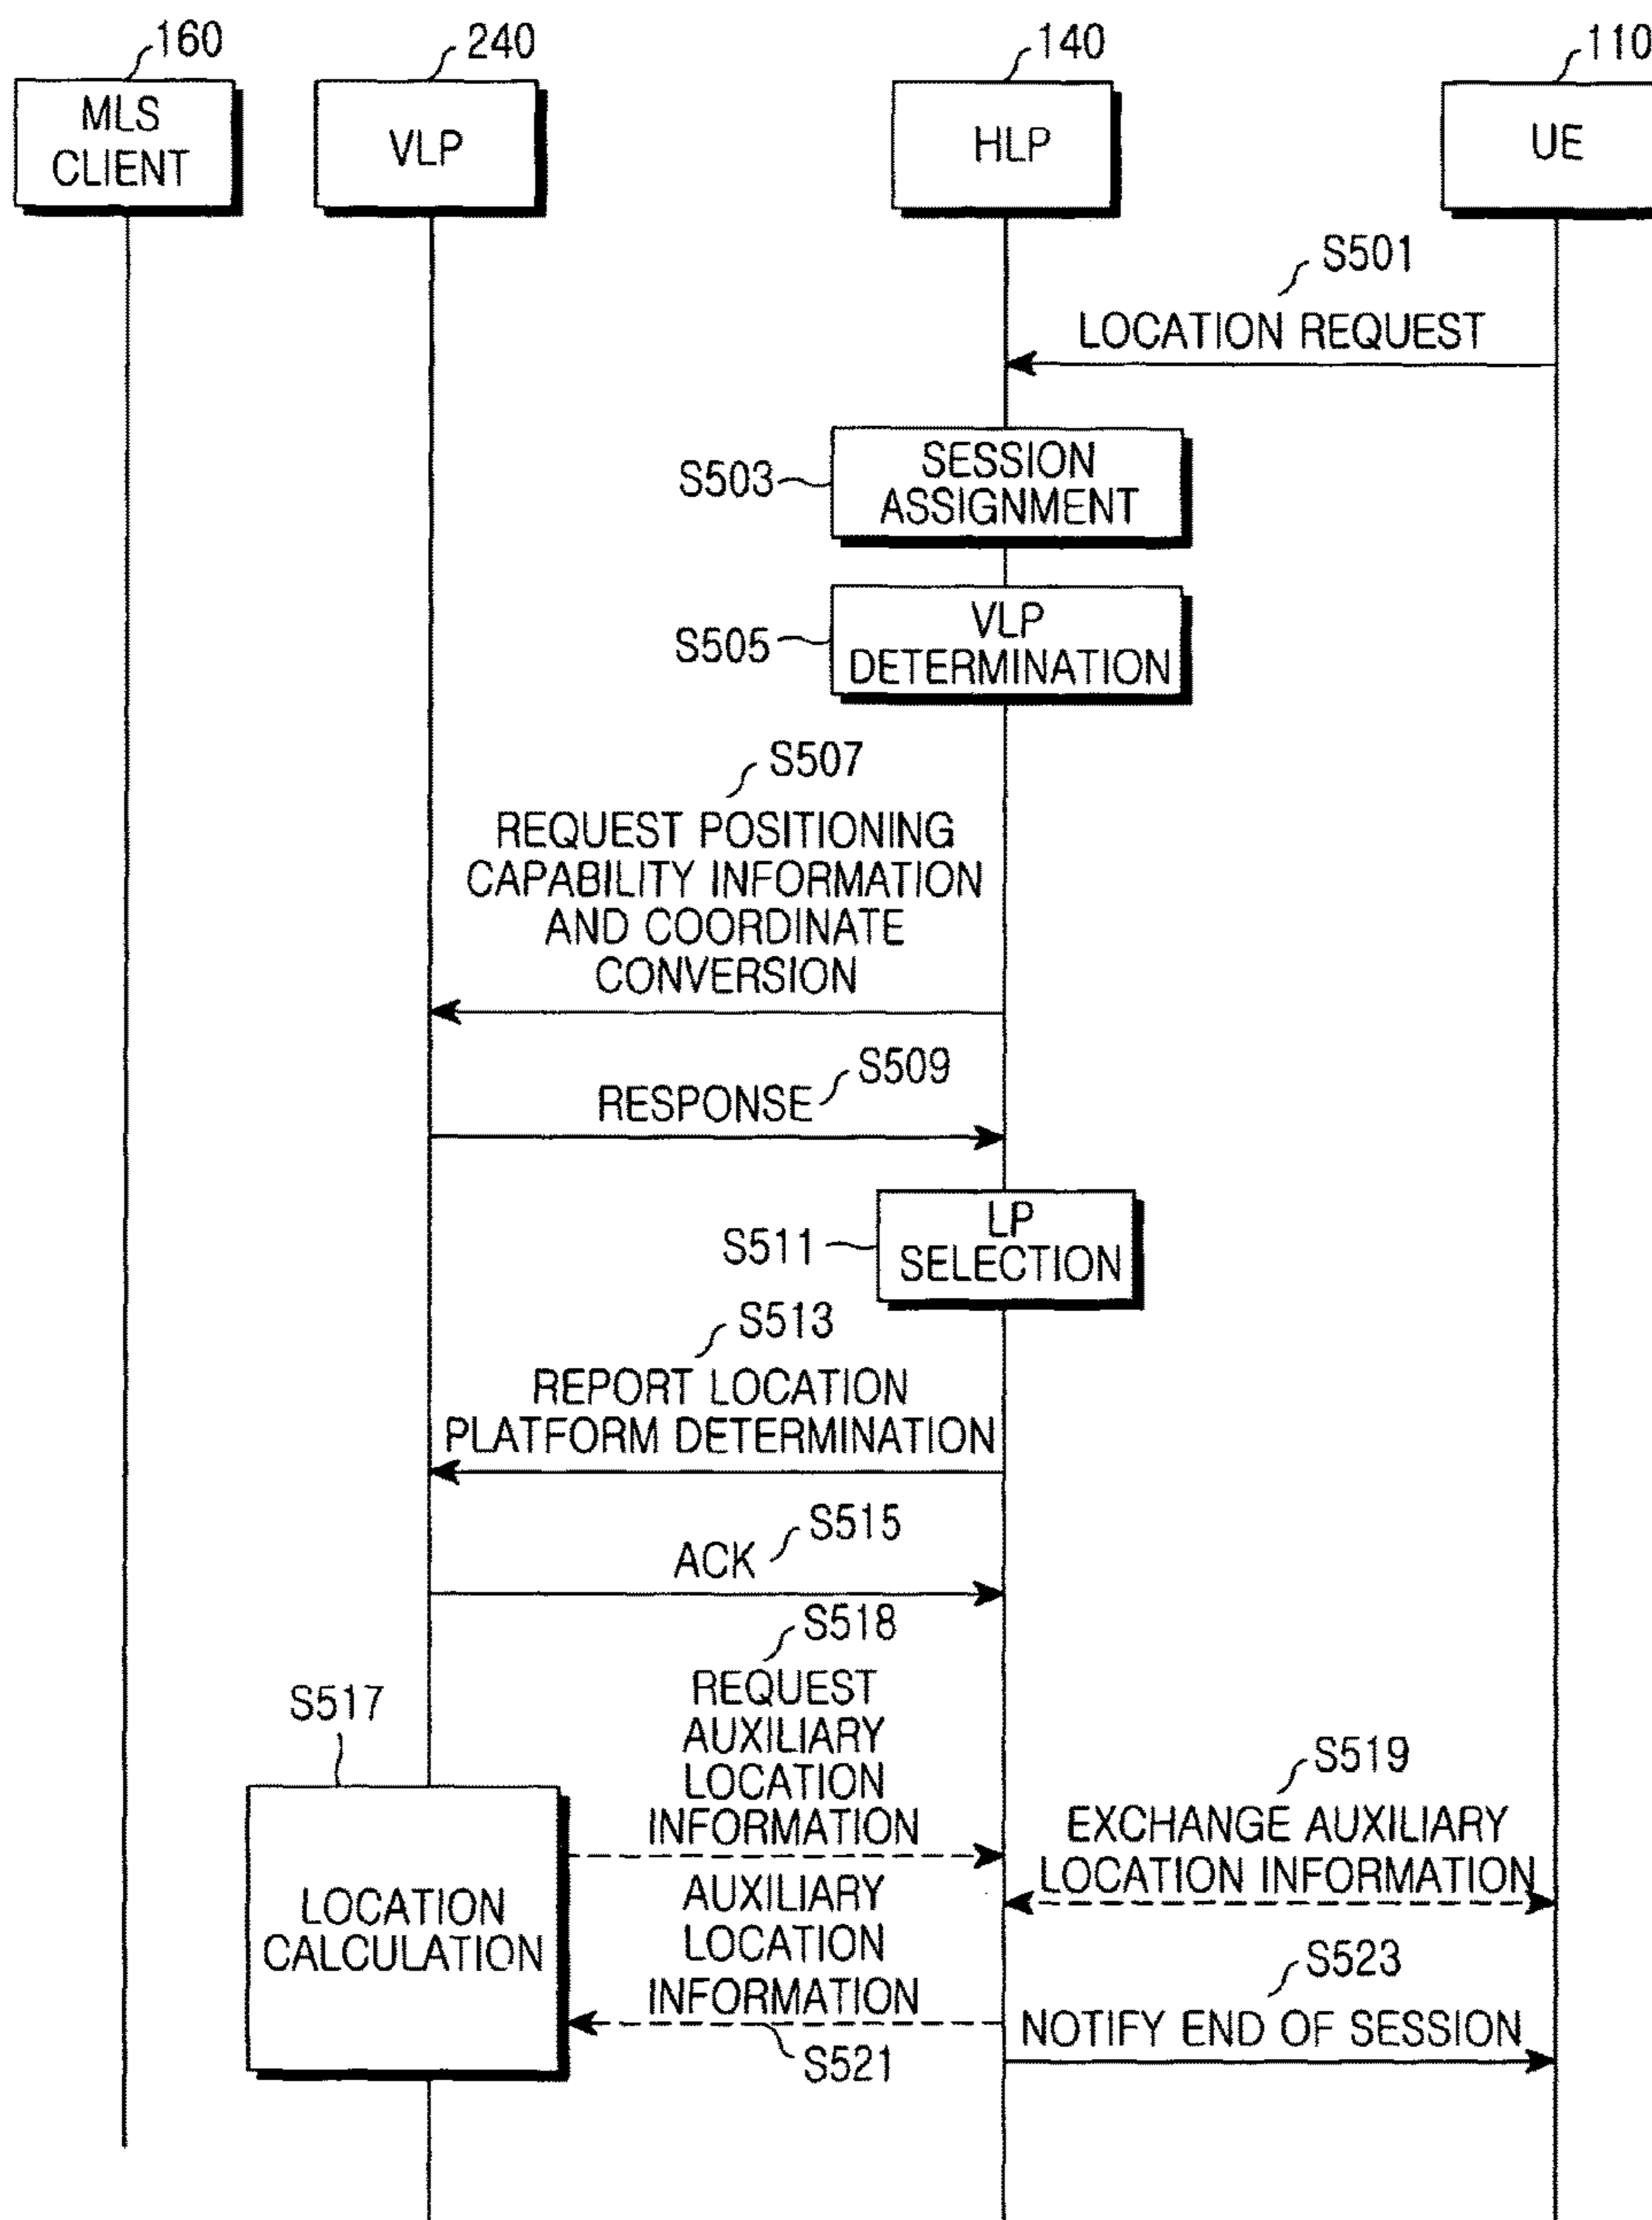 160
240
140
110
MLS
CLIENT
VLP
HLP
UE
S501
LOCATION REQUEST
SESSION
ASSIGNMENT
S503
VLP
DETERMINATION
S505
S507
REQUEST POSITIONING
CAPABILITY INFORMATION
AND COORDINATE
CONVERSION
S509
RESPONSE
LP
SELECTION
S511
S513
REPORT LOCATION
PLATFORM DETERMINATION
S515
ACK
S518
REQUEST
AUXILIARY
LOCATION
INFORMATION
S517
LOCATION
CALCULATION
S519
EXCHANGE AUXILIARY
LOCATION INFORMATION
AUXILIARY
LOCATION
INFORMATION
S521
S523
NOTIFY END OF SESSION